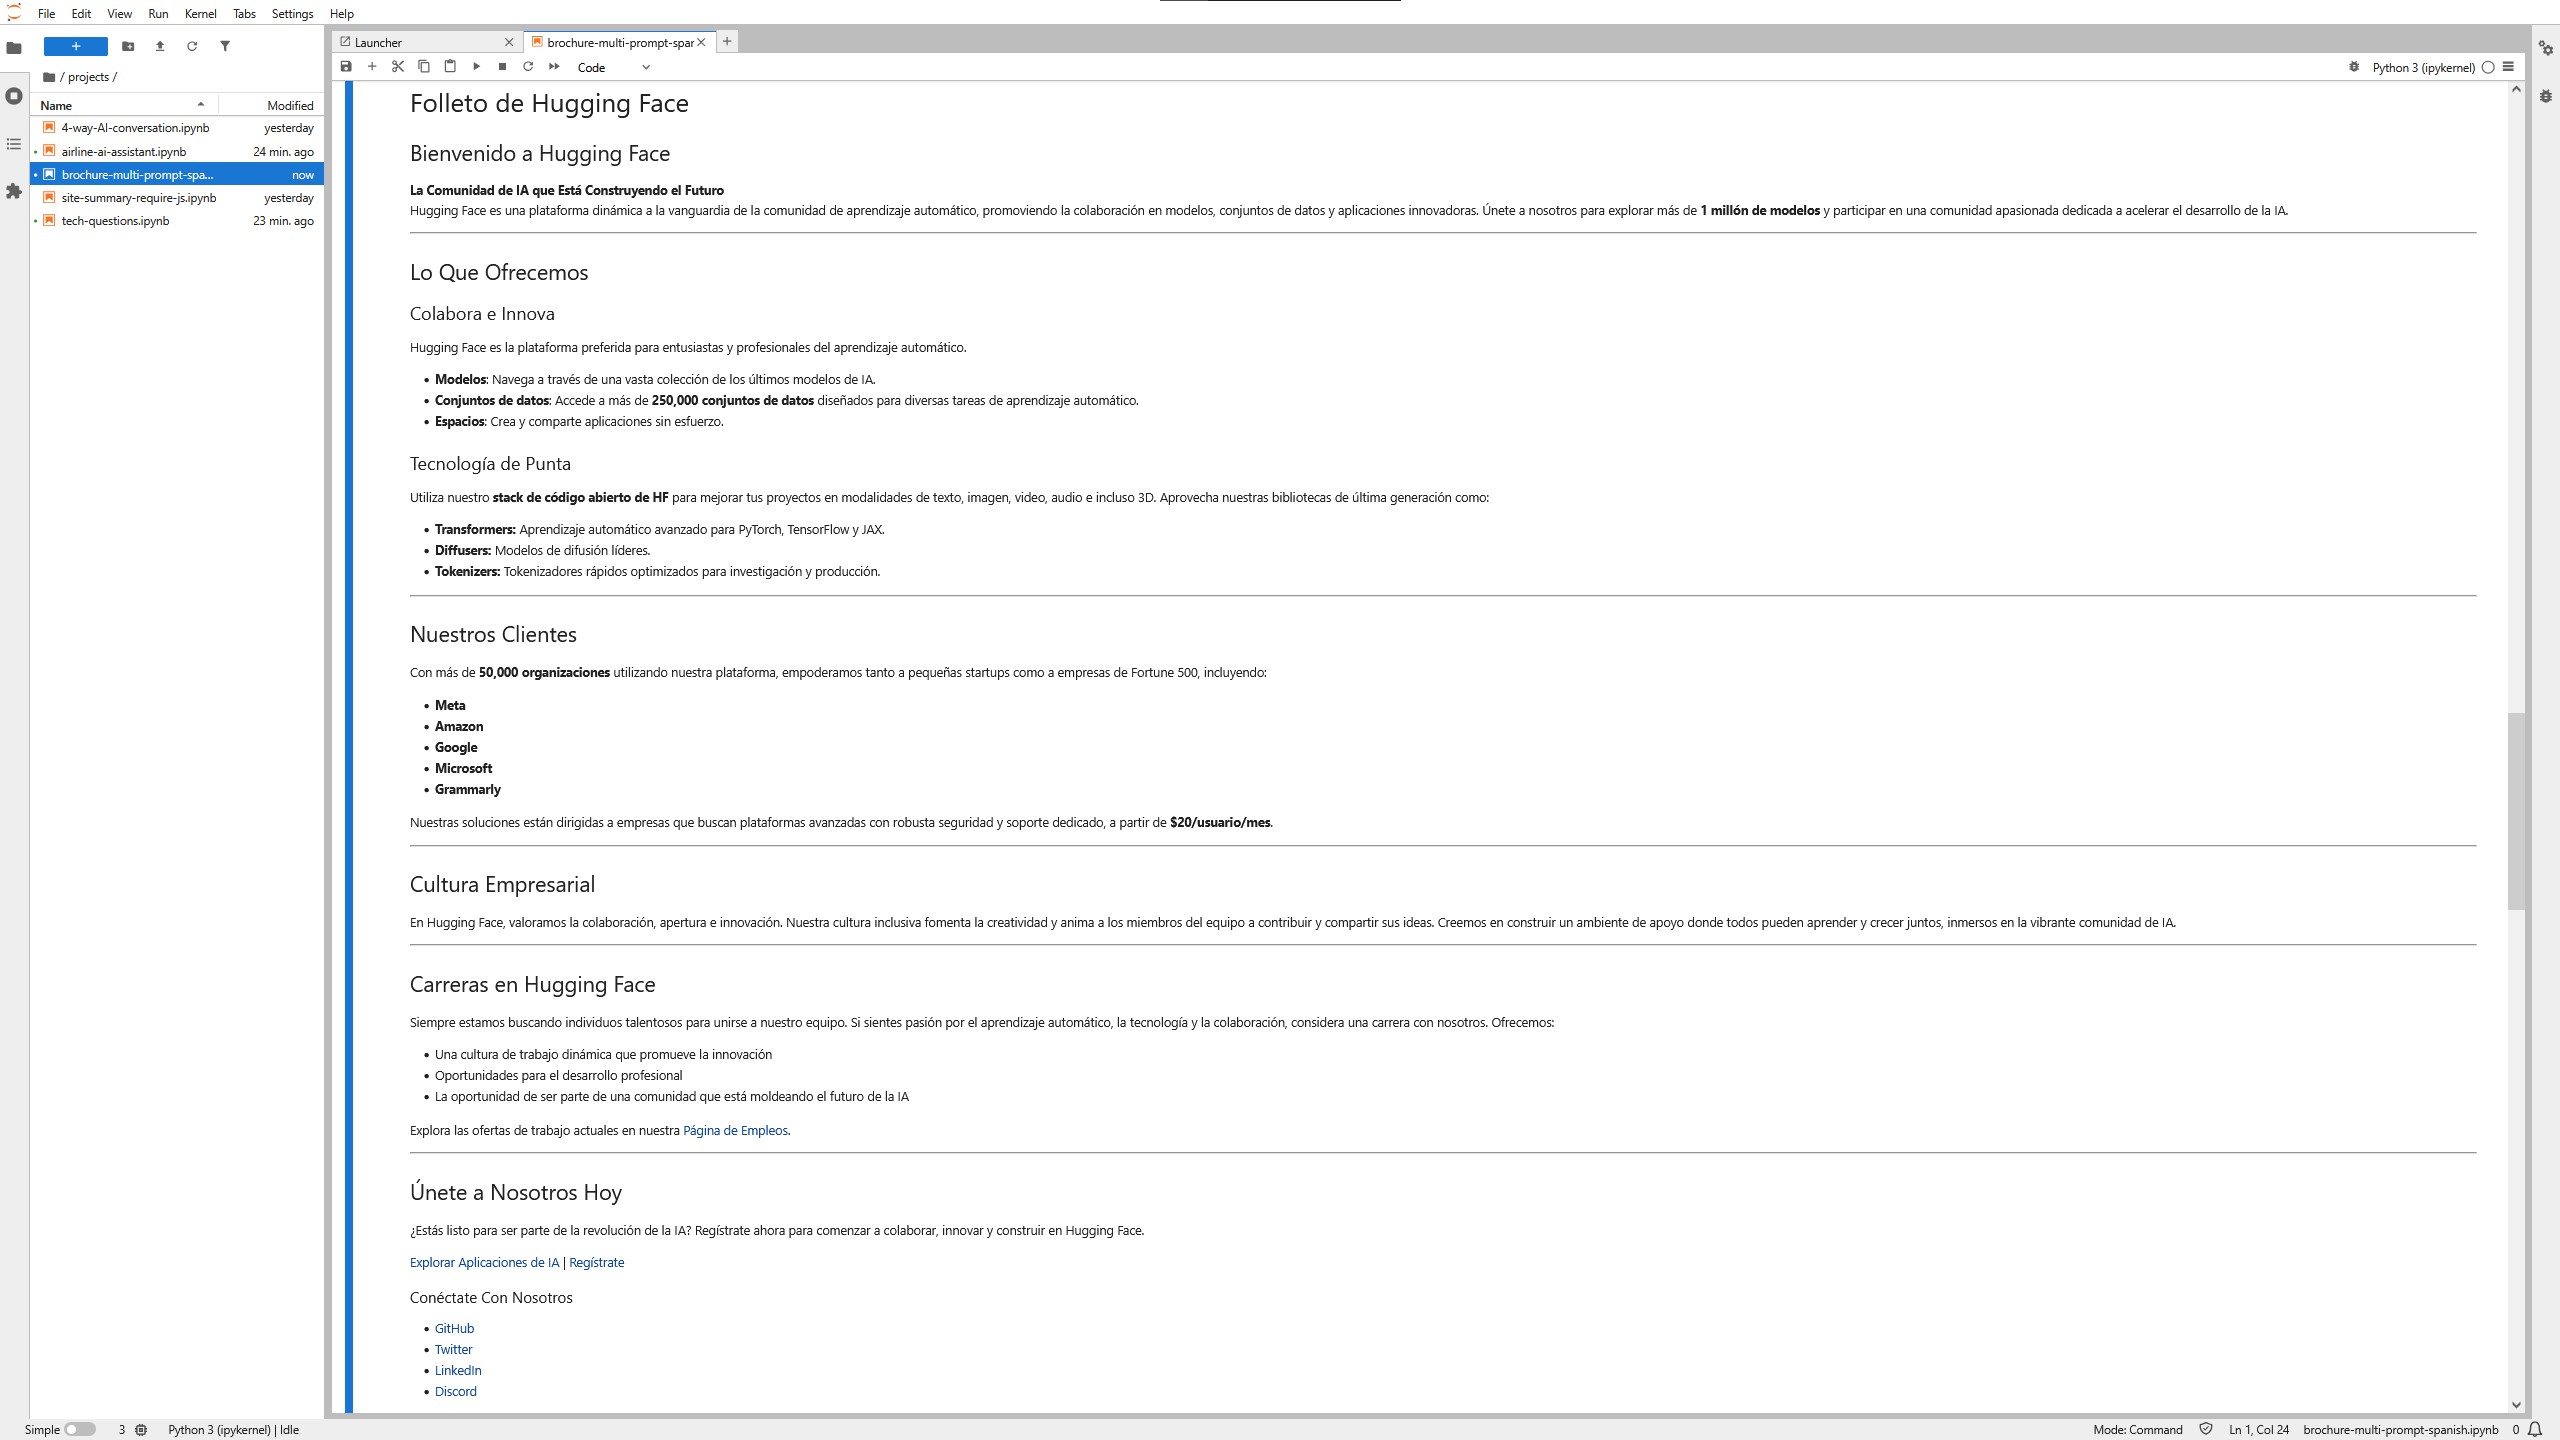 File Edit View Run Kernel Tabs Settings Help
/ projects /
Name Modified
4-way-AI-conversation.ipynb yesterday
airline-ai-assistant.ipynb 24 min. ago
brochure-multi-prompt-spa... now
site-summary-require-js.ipynb yesterday
tech-questions.ipynb 23 min. ago
Launcher brochure-multi-prompt-spar
Code Python 3 (ipykernel)
Folleto de Hugging Face
Bienvenido a Hugging Face
La Comunidad de IA que Está Construyendo el Futuro
Hugging Face es una plataforma dinámica a la vanguardia de la comunidad de aprendizaje automático, promoviendo la colaboración en modelos, conjuntos de datos y aplicaciones innovadoras. Únete a nosotros para explorar más de 1 millón de modelos y participar en una comunidad apasionada dedicada a acelerar el desarrollo de la IA.
Lo Que Ofrecemos
Colabora e Innova
Hugging Face es la plataforma preferida para entusiastas y profesionales del aprendizaje automático.
• Modelos: Navega a través de una vasta colección de los últimos modelos de IA.
• Conjuntos de datos: Accede a más de 250,000 conjuntos de datos diseñados para diversas tareas de aprendizaje automático.
• Espacios: Crea y comparte aplicaciones sin esfuerzo.
Tecnología de Punta
Utiliza nuestro stack de código abierto de HF para mejorar tus proyectos en modalidades de texto, imagen, video, audio e incluso 3D. Aprovecha nuestras bibliotecas de última generación como:
• Transformers: Aprendizaje automático avanzado para PyTorch, TensorFlow y JAX.
• Diffusers: Modelos de difusión líderes.
• Tokenizers: Tokenizadores rápidos optimizados para investigación y producción.
Nuestros Clientes
Con más de 50,000 organizaciones utilizando nuestra plataforma, empoderamos tanto a pequeñas startups como a empresas de Fortune 500, incluyendo:
• Meta
• Amazon
• Google
• Microsoft
• Grammarly
Nuestras soluciones están dirigidas a empresas que buscan plataformas avanzadas con robusta seguridad y soporte dedicado, a partir de $20/usuario/mes.
Cultura Empresarial
En Hugging Face, valoramos la colaboración, apertura e innovación. Nuestra cultura inclusiva fomenta la creatividad y anima a los miembros del equipo a contribuir y compartir sus ideas. Creemos en construir un ambiente de apoyo donde todos pueden aprender y crecer juntos, inmersos en la vibrante comunidad de IA.
Carreras en Hugging Face
Siempre estamos buscando individuos talentosos para unirse a nuestro equipo. Si sientes pasión por el aprendizaje automático, la tecnología y la colaboración, considera una carrera con nosotros. Ofrecemos:
• Una cultura de trabajo dinámica que promueve la innovación
• Oportunidades para el desarrollo profesional
• La oportunidad de ser parte de una comunidad que está moldeando el futuro de la IA
Explora las ofertas de trabajo actuales en nuestra Página de Empleos.
Únete a Nosotros Hoy
¿Estás listo para ser parte de la revolución de la IA? Regístrate ahora para comenzar a colaborar, innovar y construir en Hugging Face.
Explorar Aplicaciones de IA | Regístrate
Conéctate Con Nosotros
• GitHub
• Twitter
• LinkedIn
• Discord
Simple 3 Python 3 (ipykernel) | Idle Mode: Command Ln 1, Col 24 brochure-multi-prompt-spanish.ipynb 0